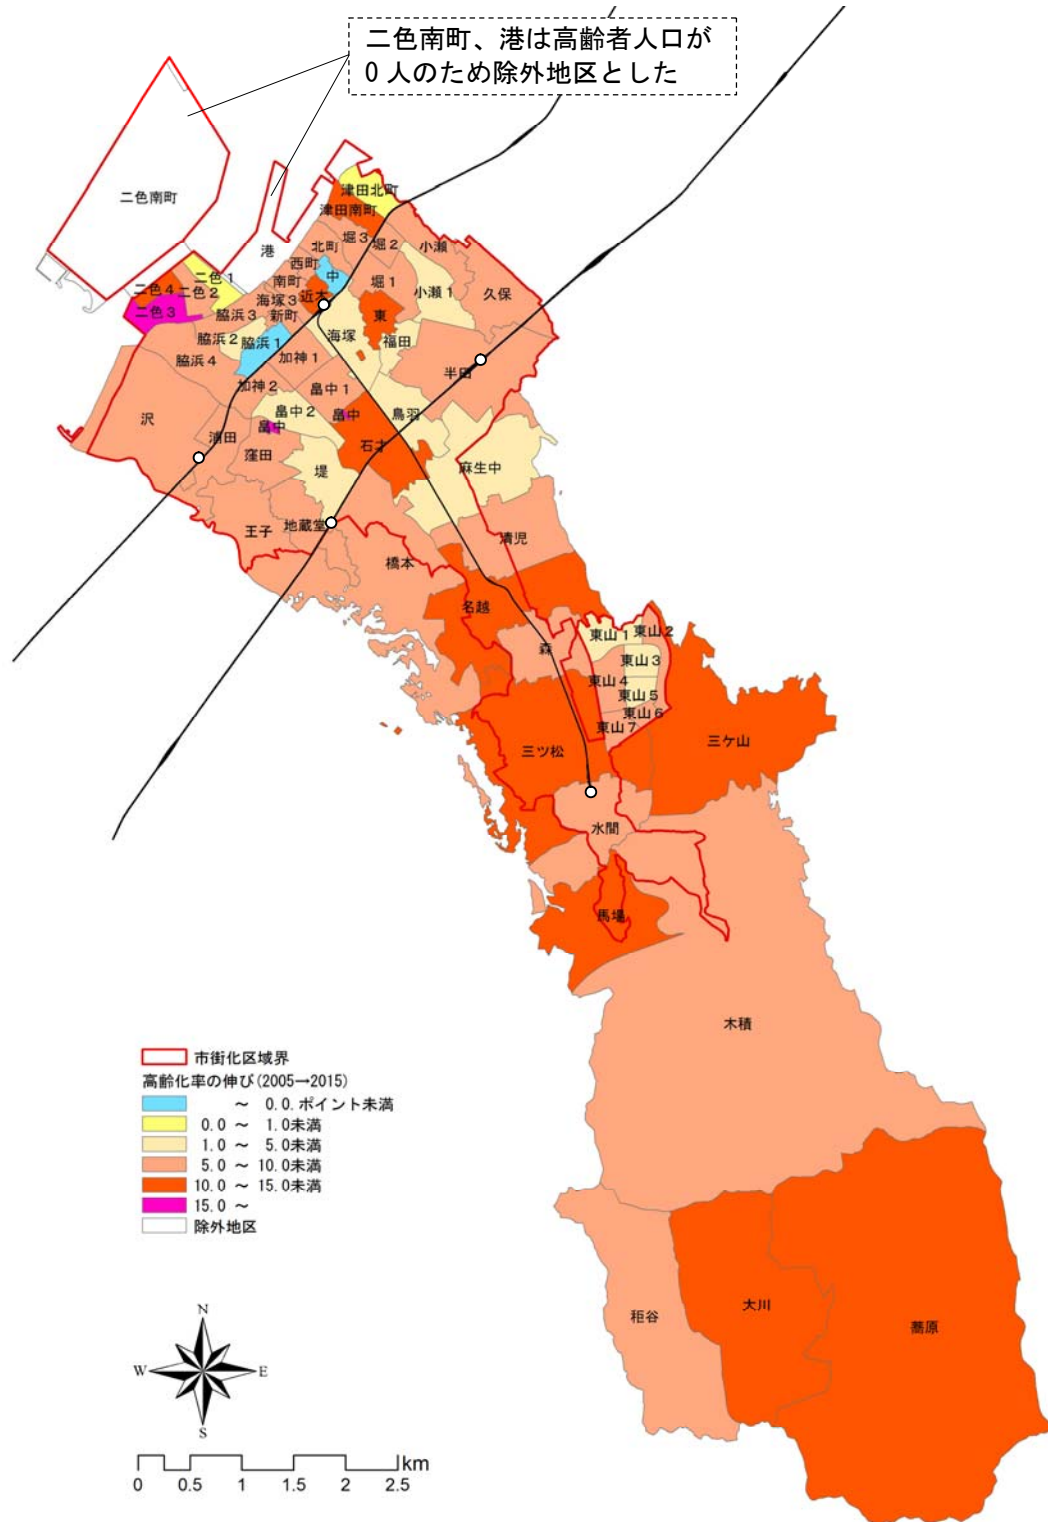 二色南町、港は高齢者人口が
0人のため除外地区とした
二色南町
港
津田北町
津田南町
北町
堀3
堀2
小瀬
西町
中
南町
堀1
小瀬1
久保
二色1
二色4
二色2
二色3
海塚3
近木
新町
東
脇浜3
海塚
福田
脇浜2
脇浜1
脇浜4
加神1
半田
加神2
畠中1
畠中2
畠中
鳥羽
沢
畠中
浦田
石才
窪田
堤
麻生中
王子
地蔵堂
清児
橋本
名越
森
東山1
東山2
東山3
東山4
東山5
東山6
東山7
三ツ松
三ケ山
水間
馬場
木積
秬谷
大川
蕎原
市街化区域界
高齢化率の伸び(2005→2015)
～ 0.0.ポイント未満
0.0 ～ 1.0未満
1.0 ～ 5.0未満
5.0 ～ 10.0未満
10.0 ～ 15.0未満
15.0 ～
除外地区
N
W
E
S
km
0 0.5 1 1.5 2 2.5